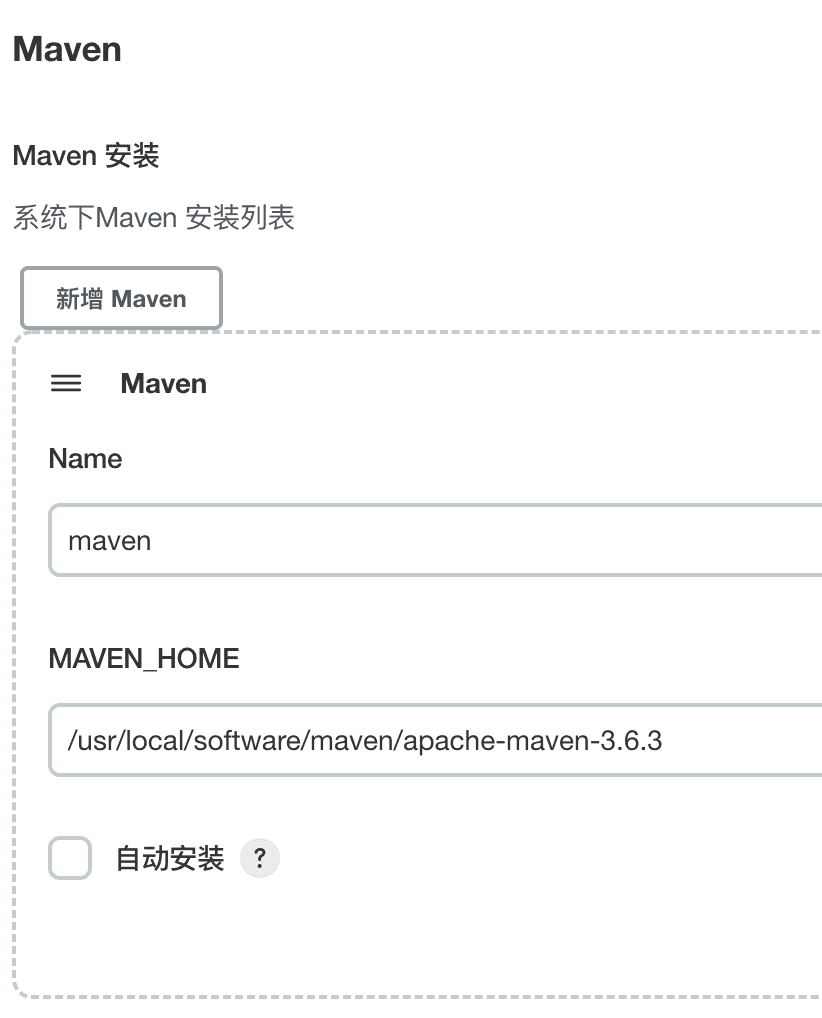 Maven
Maven 安装
系统下Maven 安装列表
新增 Maven
Maven
Name
maven
MAVEN_HOME
/usr/local/software/maven/apache-maven-3.6.3
自动安装 ?